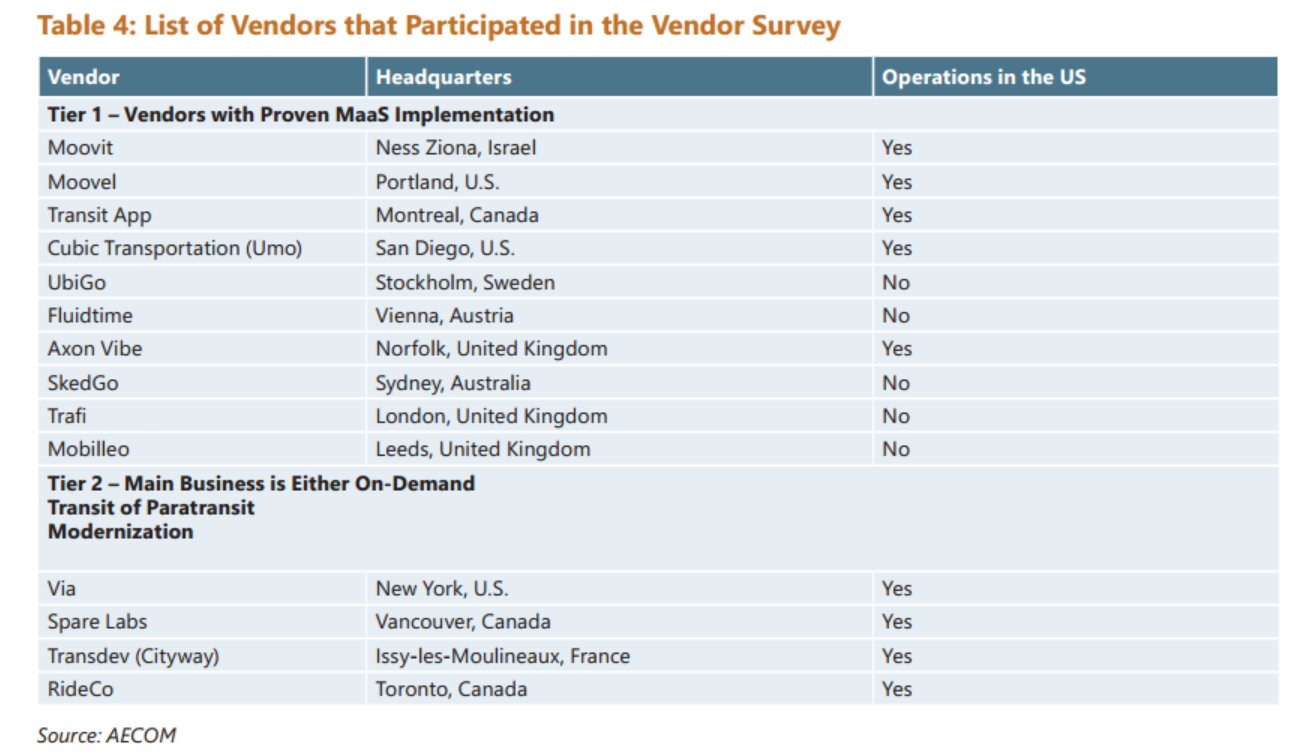 Table 4: List of Vendors that Participated in the Vendor Survey
Vendor Headquarters Operations in the US
Tier 1 – Vendors with Proven MaaS Implementation
Moovit Ness Ziona, Israel Yes
Moovel Portland, U.S. Yes
Transit App Montreal, Canada Yes
Cubic Transportation (Umo) San Diego, U.S. Yes
UbiGo Stockholm, Sweden No
Fluidtime Vienna, Austria No
Axon Vibe Norfolk, United Kingdom Yes
SkedGo Sydney, Australia No
Trafi London, United Kingdom No
Mobilleo Leeds, United Kingdom No
Tier 2 – Main Business is Either On-Demand
Transit of Paratransit
Modernization
Via New York, U.S. Yes
Spare Labs Vancouver, Canada Yes
Transdev (Cityway) Issy-les-Moulineaux, France Yes
RideCo Toronto, Canada Yes
Source: AECOM